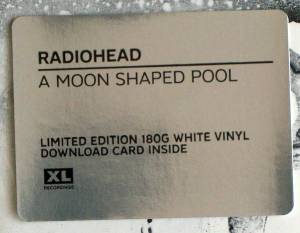 RADIOHEAD
A MOON SHAPED POOL
LIMITED EDITION 180G WHITE VINYL
DOWNLOAD CARD INSIDE
XL
RECORDINGS